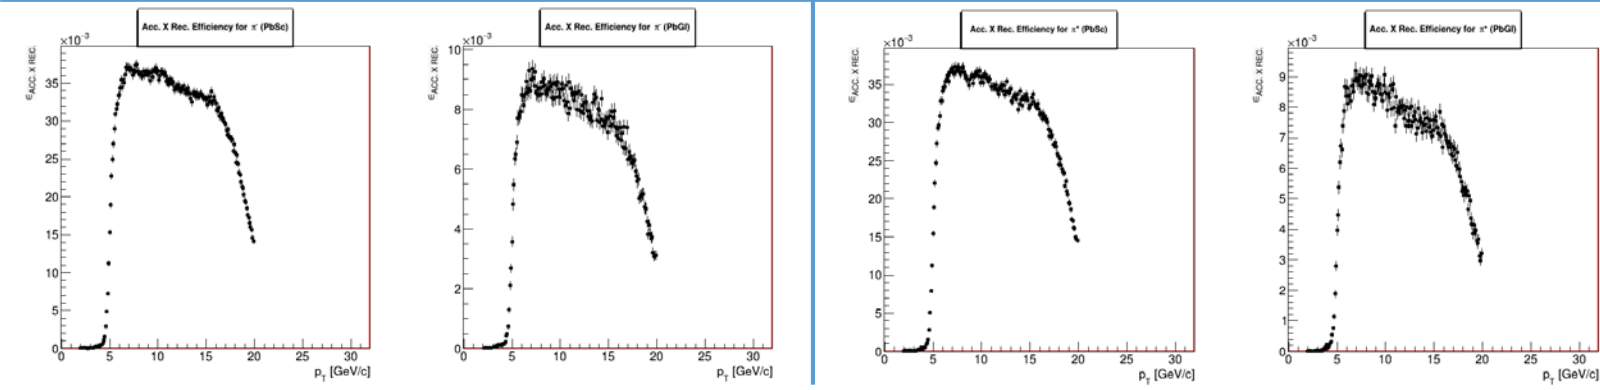 Acc. X Rec. Efficiency for π⁻ (PbSc)
×10⁻³
ε ACC. X REC.
35
30
25
20
15
10
5
0
0 5 10 15 20 25 30
p_T [GeV/c]
Acc. X Rec. Efficiency for π⁻ (PbGl)
×10⁻³
ε ACC. X REC.
10
8
6
4
2
0
0 5 10 15 20 25 30
p_T [GeV/c]
Acc. X Rec. Efficiency for π⁺ (PbSc)
×10⁻³
ε ACC. X REC.
35
30
25
20
15
10
5
0
0 5 10 15 20 25 30
p_T [GeV/c]
Acc. X Rec. Efficiency for π⁺ (PbGl)
×10⁻³
ε ACC. X REC.
9
8
7
6
5
4
3
2
1
0
0 5 10 15 20 25 30
p_T [GeV/c]